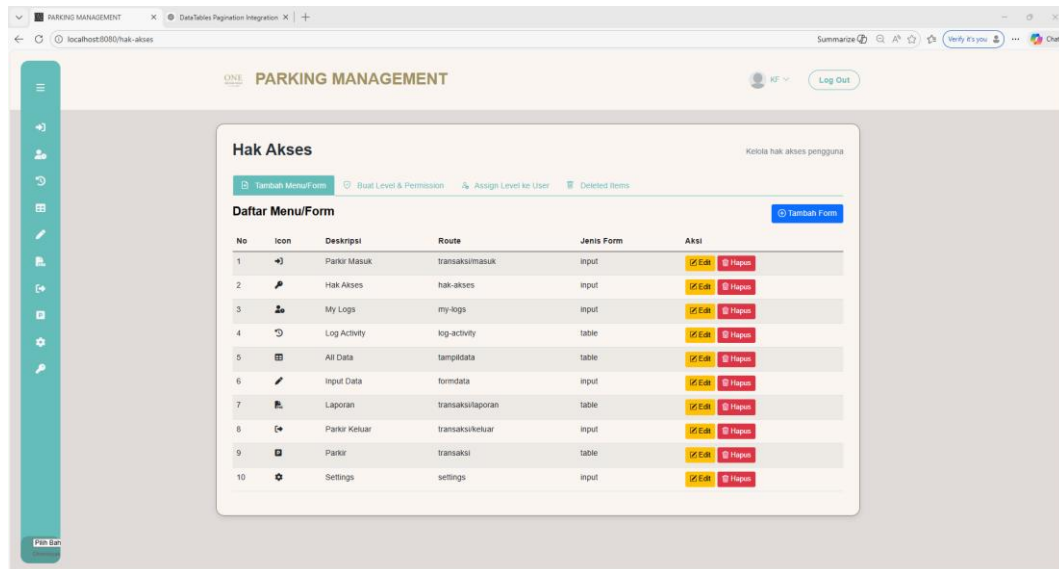 PARKING MANAGEMENT
DataTables Pagination Integration
localhost:8080/hak-akses
Summarize
Verify it's you
Chat
ONE
PARKING MANAGEMENT
KF
Log Out
Hak Akses
Kelola hak akses pengguna
Tambah Menu/Form
Buat Level & Permission
Assign Level ke User
Deleted Items
Daftar Menu/Form
Tambah Form
No Icon Deskripsi Route Jenis Form Aksi
1 Parkir Masuk transaksi/masuk input Edit Hapus
2 Hak Akses hak-akses input Edit Hapus
3 My Logs my-logs input Edit Hapus
4 Log Activity log-activity table Edit Hapus
5 All Data tampildata table Edit Hapus
6 Input Data formdata input Edit Hapus
7 Laporan transaksi/laporan table Edit Hapus
8 Parkir Keluar transaksi/keluar input Edit Hapus
9 Parkir transaksi table Edit Hapus
10 Settings settings input Edit Hapus
Pilih Bah